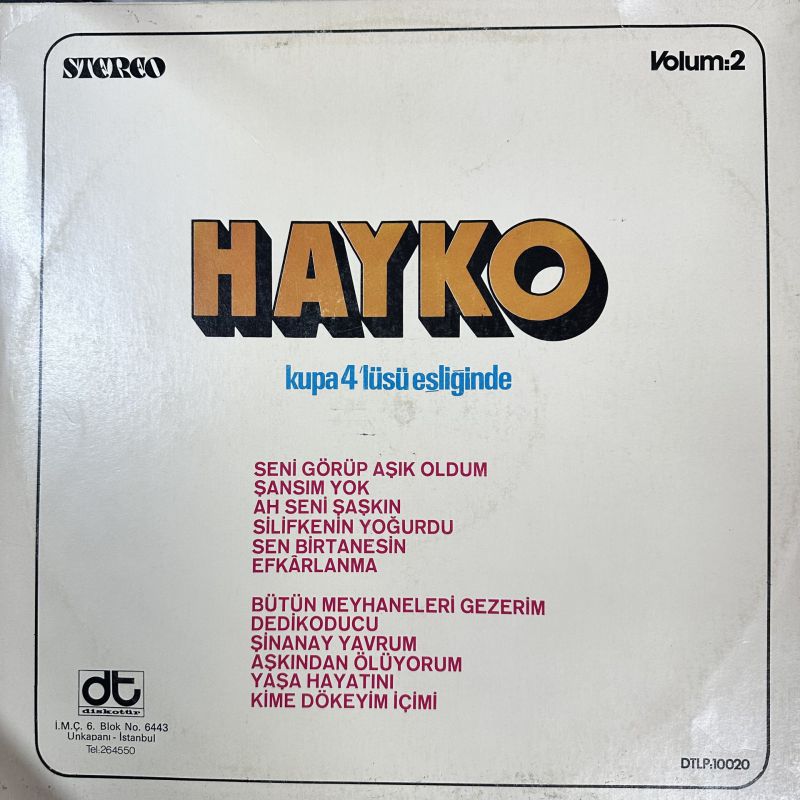 STEREO
Volum:2
HAYKO
kupa 4'lüsü eşliğinde
SENİ GÖRÜP AŞIK OLDUM
ŞANSIM YOK
AH SENİ ŞAŞKIN
SİLİFKENİN YOĞURDU
SEN BİRTANESİN
EFKÂRLANMA
BÜTÜN MEYHANELERİ GEZERİM
DEDİKODUCU
ŞİNANAY YAVRUM
AŞKINDAN ÖLÜYORUM
YAŞA HAYATINI
KİME DÖKEYİM İÇİMİ
dt
diskotür
İ.M.Ç. 6. Blok No. 6443
Unkapanı - İstanbul
Tel.264550
DTLP:10020